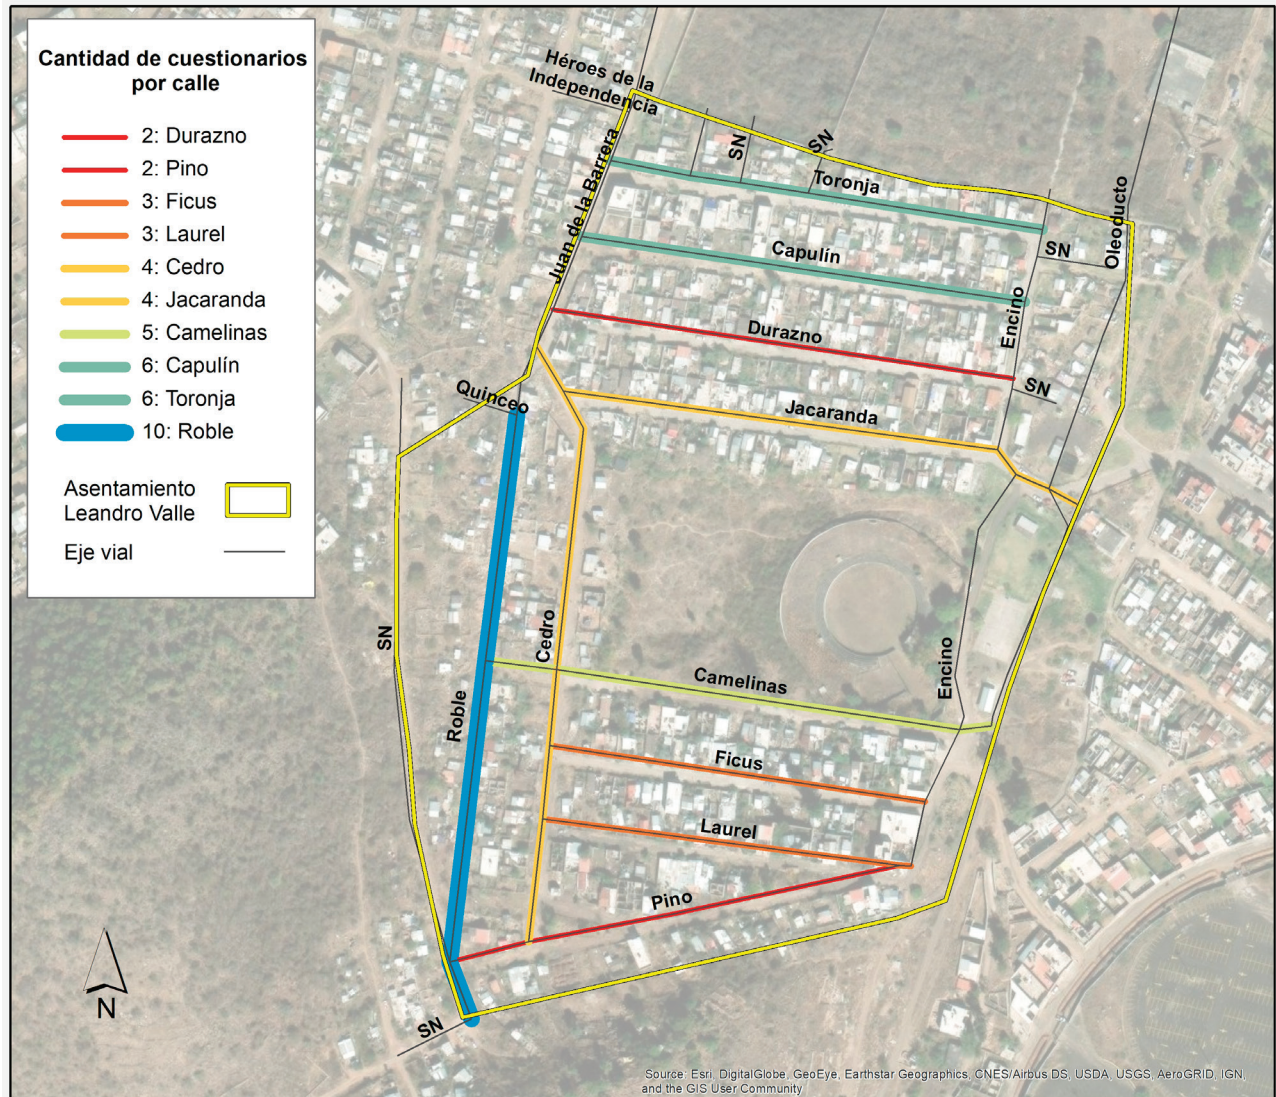 Cantidad de cuestionarios
por calle
2: Durazno
2: Pino
3: Ficus
3: Laurel
4: Cedro
4: Jacaranda
5: Camelinas
6: Capulín
6: Toronja
10: Roble
Asentamiento
Leandro Valle
Eje vial
Héroes de la
Independencia
Juan de la Barrera
SN
SN
Toronja
Oleoducto
Capulín
SN
Encino
Durazno
SN
Quinceo
Jacaranda
SN
Cedro
Encino
Camelinas
Roble
Ficus
Laurel
Pino
N
SN
Source: Esri, DigitalGlobe, GeoEye, Earthstar Geographics, CNES/Airbus DS, USDA, USGS, AeroGRID, IGN,
and the GIS User Community